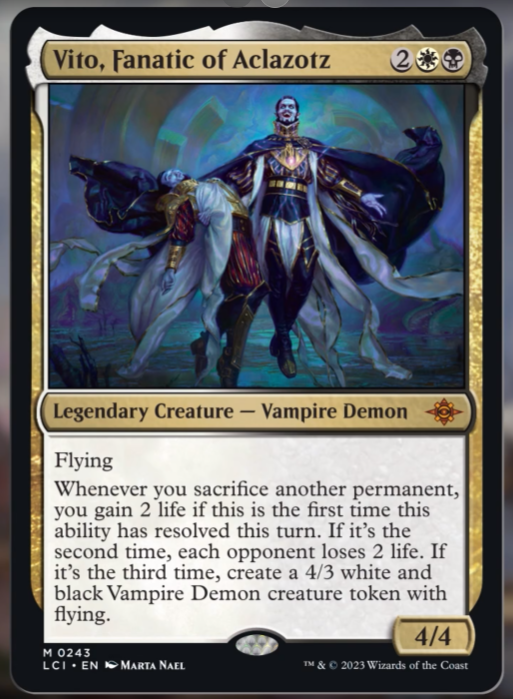 Vito, Fanatic of Aclazotz 2
Legendary Creature — Vampire Demon
Flying
Whenever you sacrifice another permanent,
you gain 2 life if this is the first time this
ability has resolved this turn. If it's the
second time, each opponent loses 2 life. If
it's the third time, create a 4/3 white and
black Vampire Demon creature token with
flying.
4/4
M 0243
LCI • EN Marta Nael
™ & © 2023 Wizards of the Coast